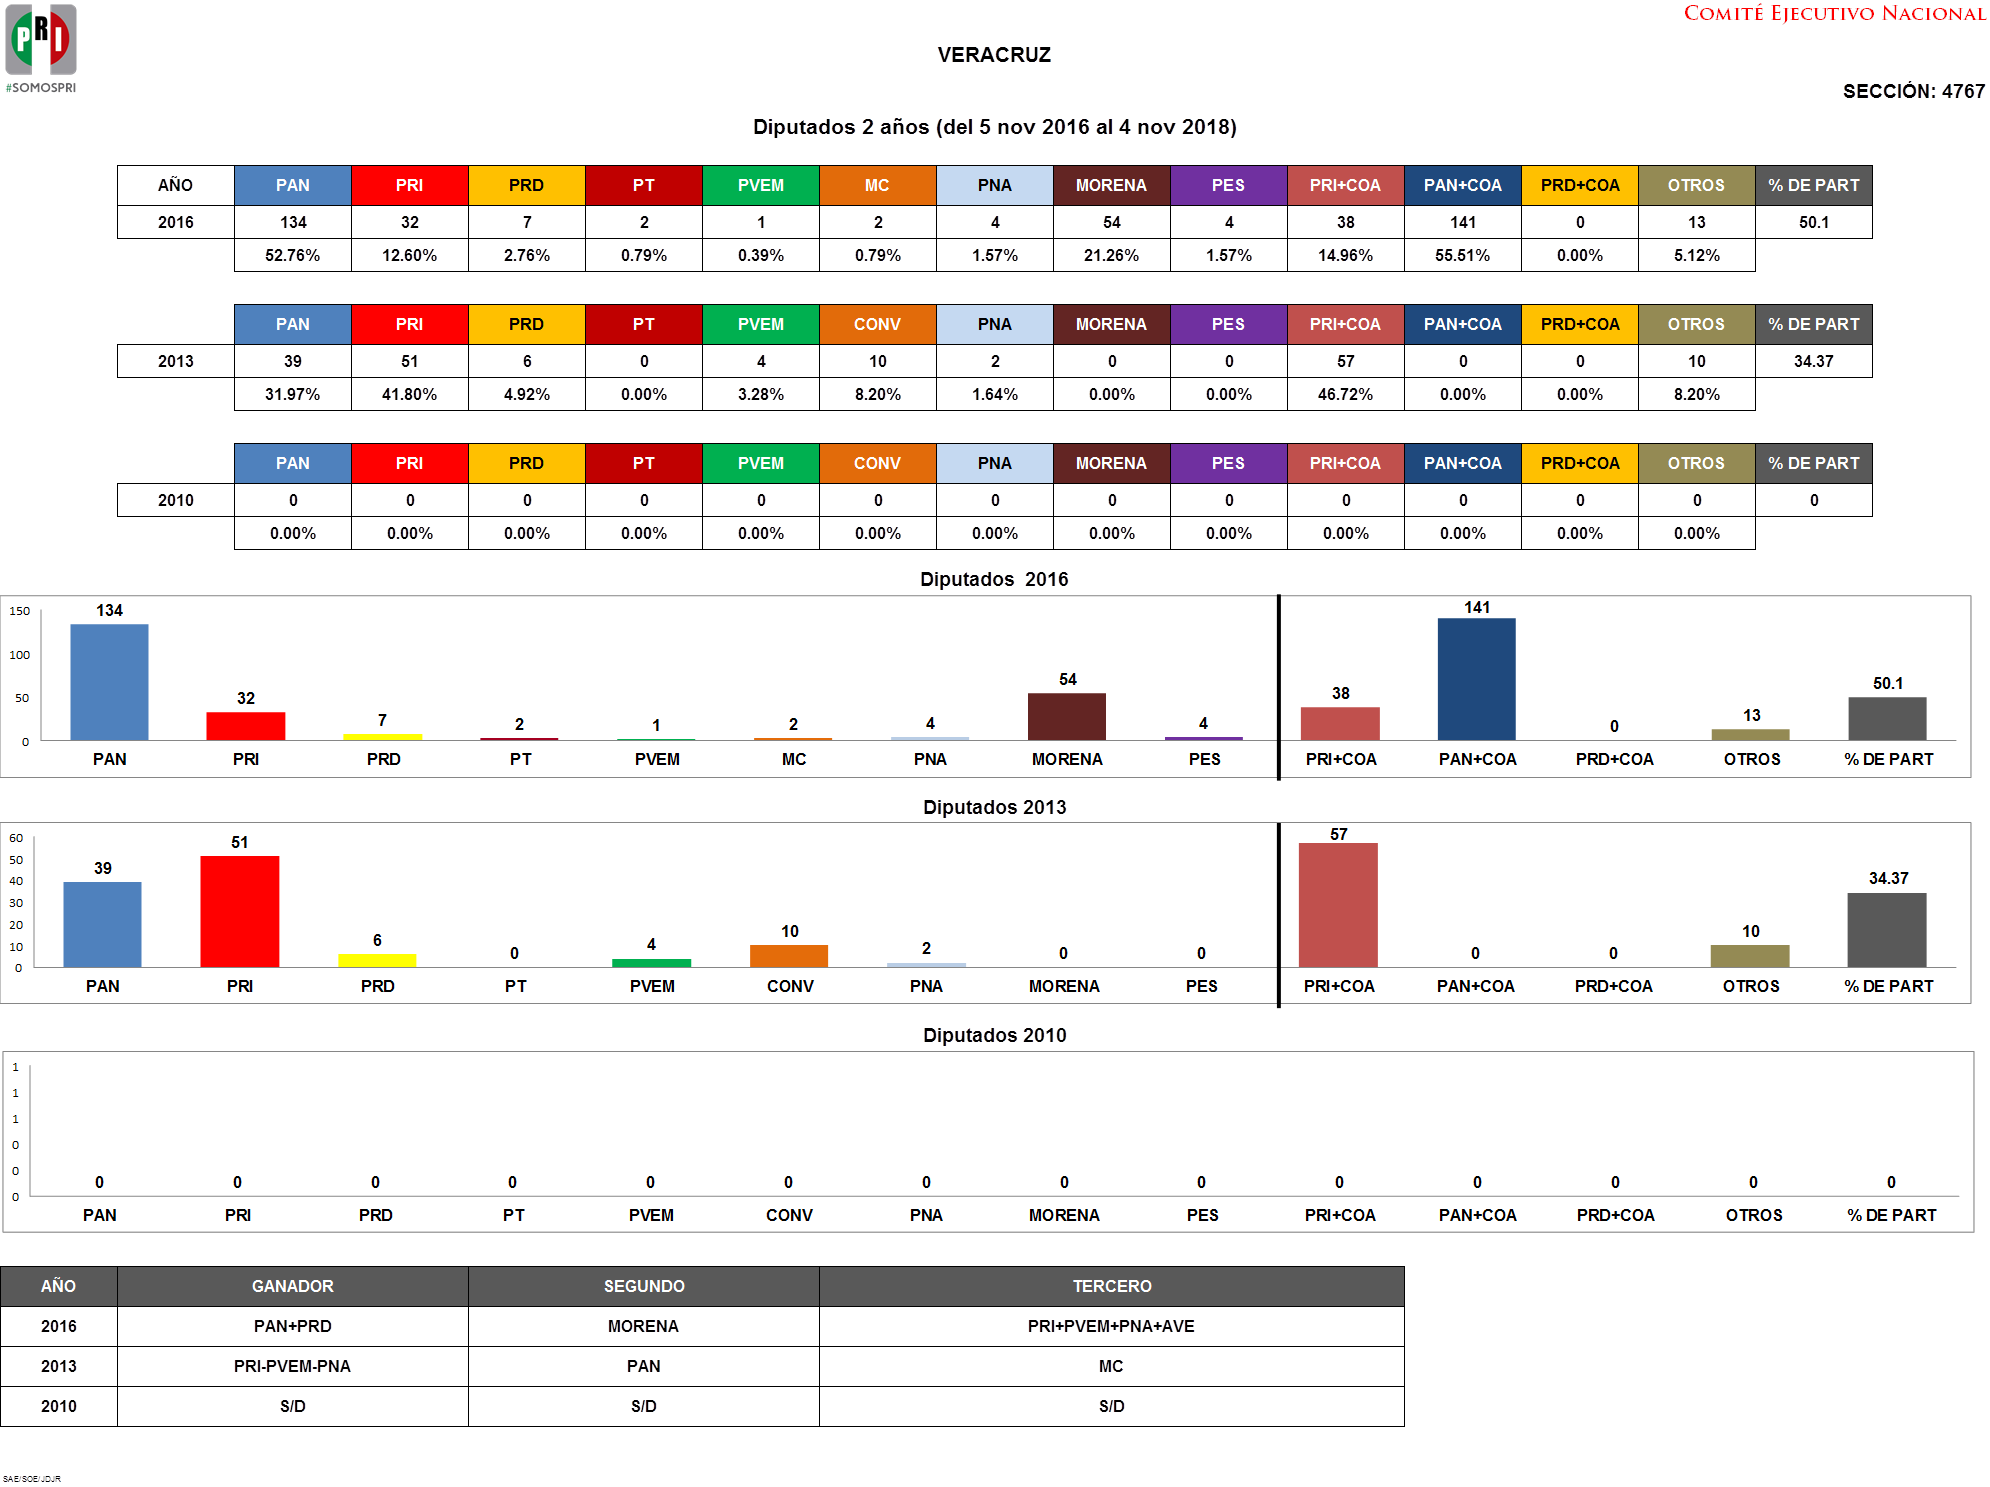 PRI
#SOMOSPRI
COMITÉ EJECUTIVO NACIONAL
VERACRUZ
SECCIÓN: 4767
Diputados 2 años (del 5 nov 2016 al 4 nov 2018)
AÑO PAN PRI PRD PT PVEM MC PNA MORENA PES PRI+COA PAN+COA PRD+COA OTROS % DE PART
2016 134 32 7 2 1 2 4 54 4 38 141 0 13 50.1
52.76% 12.60% 2.76% 0.79% 0.39% 0.79% 1.57% 21.26% 1.57% 14.96% 55.51% 0.00% 5.12%
PAN PRI PRD PT PVEM CONV PNA MORENA PES PRI+COA PAN+COA PRD+COA OTROS % DE PART
2013 39 51 6 0 4 10 2 0 0 57 0 0 10 34.37
31.97% 41.80% 4.92% 0.00% 3.28% 8.20% 1.64% 0.00% 0.00% 46.72% 0.00% 0.00% 8.20%
PAN PRI PRD PT PVEM CONV PNA MORENA PES PRI+COA PAN+COA PRD+COA OTROS % DE PART
2010 0 0 0 0 0 0 0 0 0 0 0 0 0 0
0.00% 0.00% 0.00% 0.00% 0.00% 0.00% 0.00% 0.00% 0.00% 0.00% 0.00% 0.00% 0.00%
Diputados 2016
150
100
50
0
134 32 7 2 1 2 4 54 4 38 141 0 13 50.1
PAN PRI PRD PT PVEM MC PNA MORENA PES PRI+COA PAN+COA PRD+COA OTROS % DE PART
Diputados 2013
60
50
40
30
20
10
0
39 51 6 0 4 10 2 0 0 57 0 0 10 34.37
PAN PRI PRD PT PVEM CONV PNA MORENA PES PRI+COA PAN+COA PRD+COA OTROS % DE PART
Diputados 2010
1
1
1
0
0
0
0 0 0 0 0 0 0 0 0 0 0 0 0 0
PAN PRI PRD PT PVEM CONV PNA MORENA PES PRI+COA PAN+COA PRD+COA OTROS % DE PART
AÑO GANADOR SEGUNDO TERCERO
2016 PAN+PRD MORENA PRI+PVEM+PNA+AVE
2013 PRI-PVEM-PNA PAN MC
2010 S/D S/D S/D
SAE/SOE/JDJR